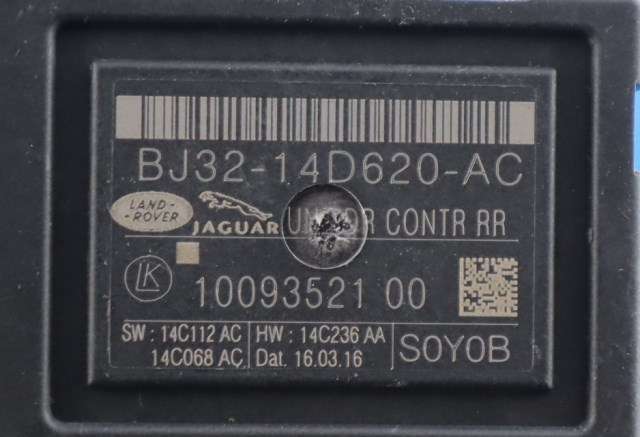 BJ32-14D620-AC
LAND-
-ROVER
JAGUAR
CONTR RR
LK
10093521 00
SW : 14C112 AC
14C068 AC
HW : 14C236 AA
Dat. 16.03.16
S0Y0B